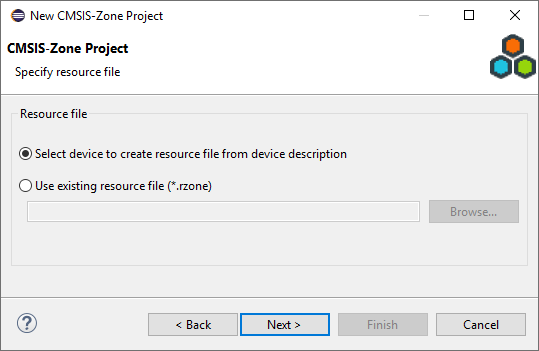 New CMSIS-Zone Project
CMSIS-Zone Project
Specify resource file
Resource file
Select device to create resource file from device description
Use existing resource file (*.rzone)
Browse...
?
< Back
Next >
Finish
Cancel